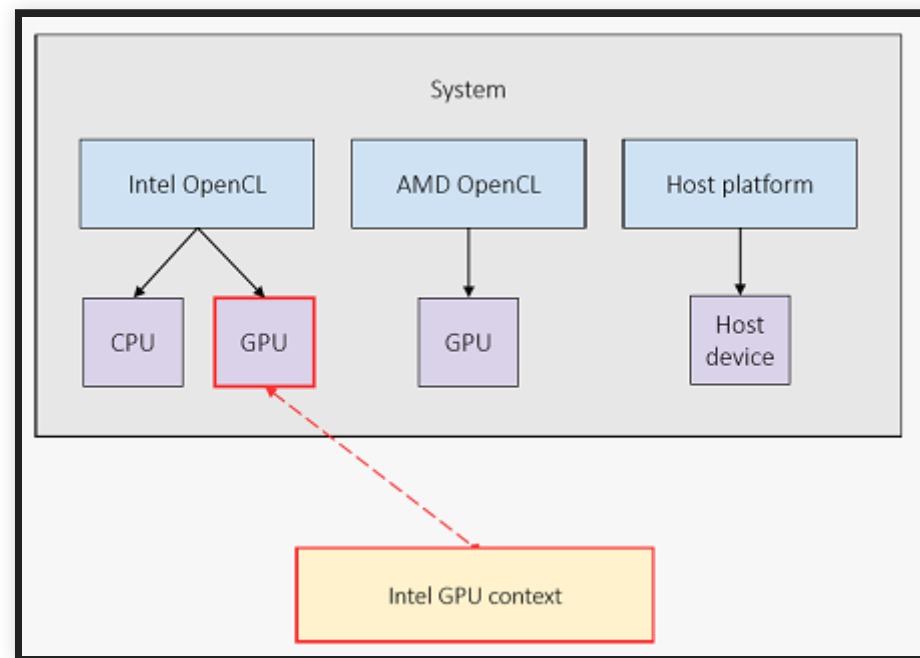 System
Intel OpenCL
AMD OpenCL
Host platform
CPU
GPU
GPU
Host
device
Intel GPU context